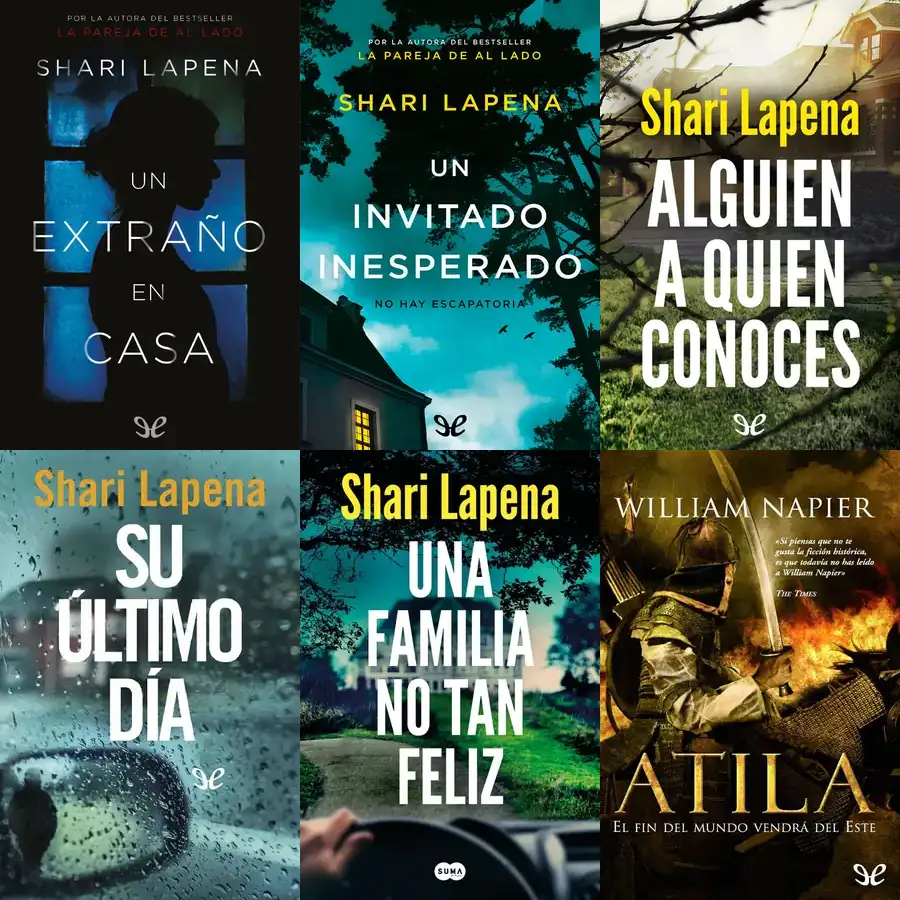 POR LA AUTORA DEL BESTSELLER
LA PAREJA DE AL LADO
SHARI LAPENA
UN
EXTRAÑO
EN
CASA
POR LA AUTORA DEL BESTSELLER
LA PAREJA DE AL LADO
SHARI LAPENA
UN
INVITADO
INESPERADO
NO HAY ESCAPATORIA
Shari Lapena
ALGUIEN
A QUIEN
CONOCES
Shari Lapena
SU
ÚLTIMO
DÍA
Shari Lapena
UNA
FAMILIA
NO TAN
FELIZ
SUMA
WILLIAM NAPIER
«Si piensas que no te
gusta la ficción histórica,
es que todavía no has leído
a William Napier»
THE TIMES
ATILA
EL FIN DEL MUNDO VENDRÁ DEL ESTE